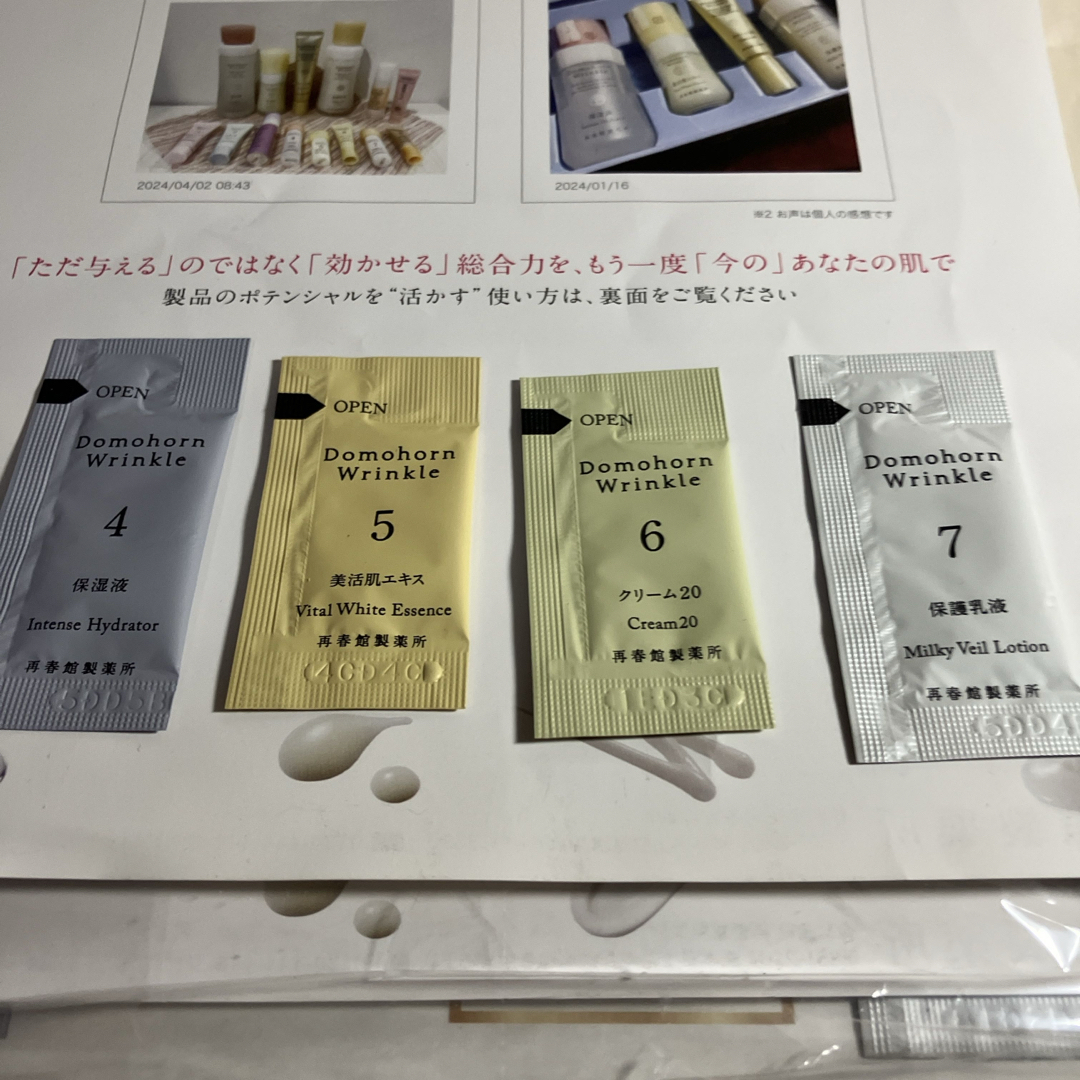 2024/04/02 08:43
2024/01/16
※2 お声は個人の感想です
「ただ与える」のではなく「効かせる」総合力を、もう一度「今の」あなたの肌で
製品のポテンシャルを“活かす”使い方は、裏面をご覧ください
OPEN
Domohorn
Wrinkle
4
保湿液
Intense Hydrator
再春館製薬所
OPEN
Domohorn
Wrinkle
5
美活肌エキス
Vital White Essence
再春館製薬所
4GD4C
OPEN
Domohorn
Wrinkle
6
クリーム20
Cream20
再春館製薬所
OPEN
Domohorn
Wrinkle
7
保護乳液
Milky Veil Lotion
再春館製薬所